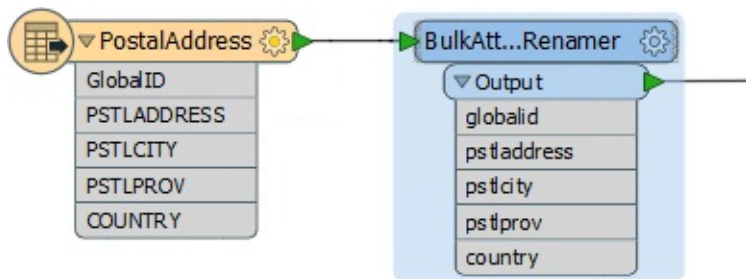 PostalAddress
GlobalID
PSTLADDRESS
PSTLCITY
PSTLPROV
COUNTRY
BulkAtt...Renamer
Output
globalid
pstladdress
pstlcity
pstlprov
country